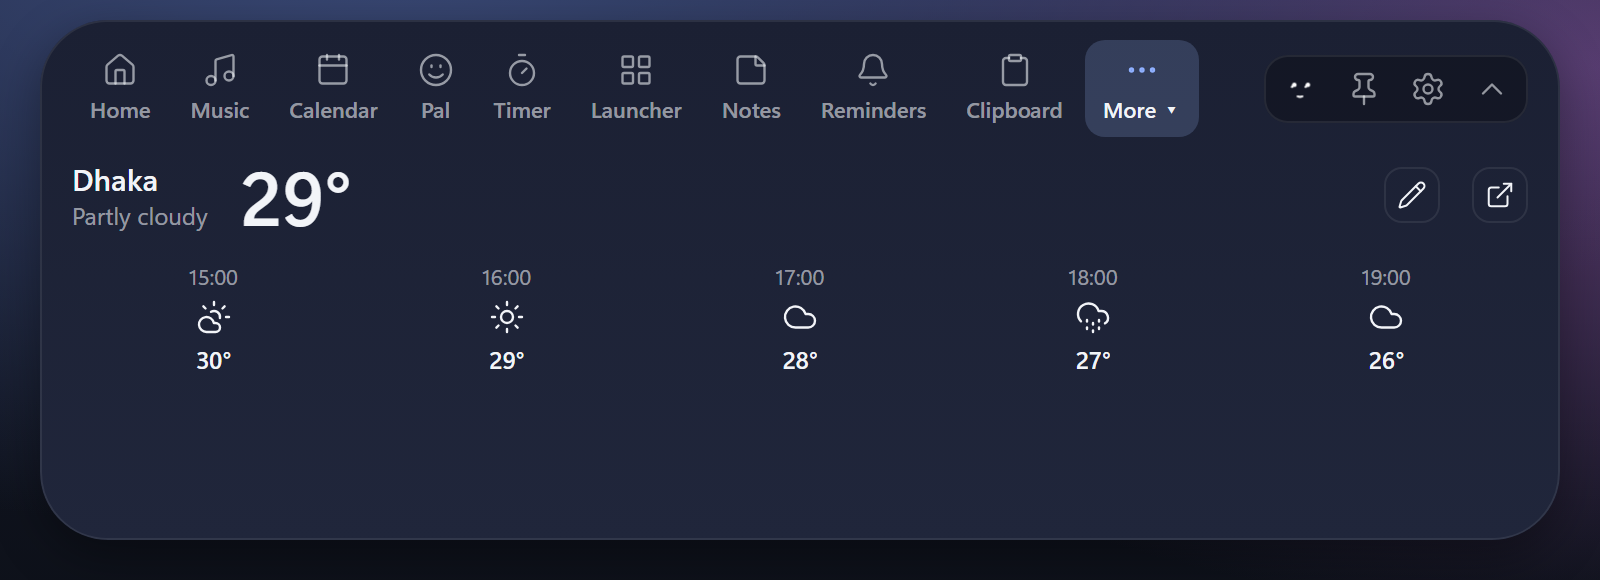 Home Music Calendar Pal Timer Launcher Notes Reminders Clipboard More ▾
Dhaka
29°
Partly cloudy
15:00 16:00 17:00 18:00 19:00
30° 29° 28° 27° 26°